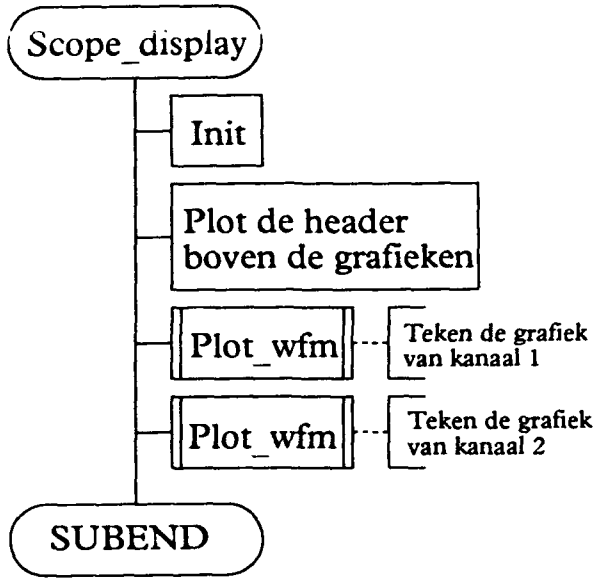 Scope_display
Init
Plot de header
boven de grafieken
Plot_wfm
Teken de grafiek
van kanaal 1
Plot_wfm
Teken de grafiek
van kanaal 2
SUBEND